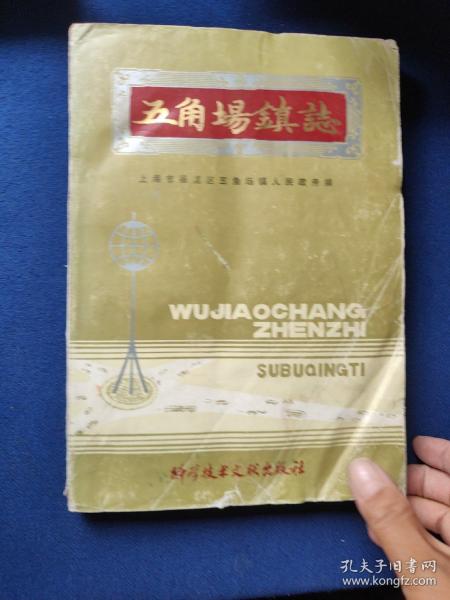 五角場鎮誌
上海市杨浦区五角场镇人民政府编
WUJIAOCHANG
ZHENZHI
SUBUQINGTI
科学技术文献出版社
孔夫子旧书网
www.kongfz.com